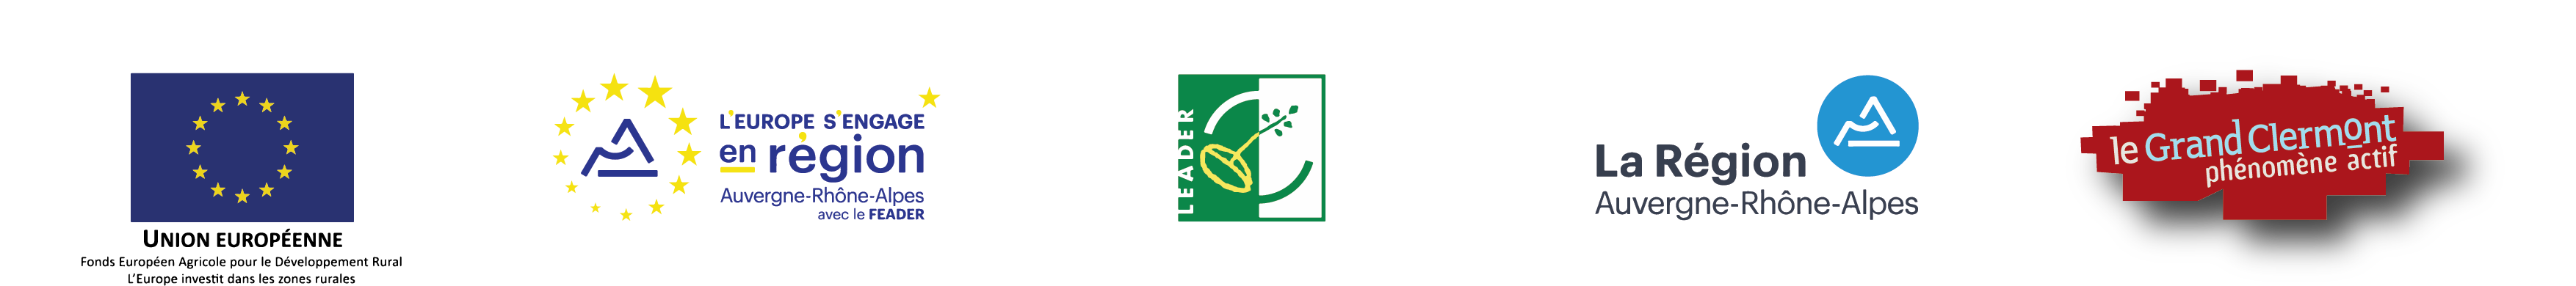 UNION EUROPÉENNE
Fonds Européen Agricole pour le Développement Rural
L'Europe investit dans les zones rurales
L'EUROPE S'ENGAGE
en région
Auvergne-Rhône-Alpes
avec le FEADER
LEADER
La Région
Auvergne-Rhône-Alpes
le Grand Clermont
phénomène actif